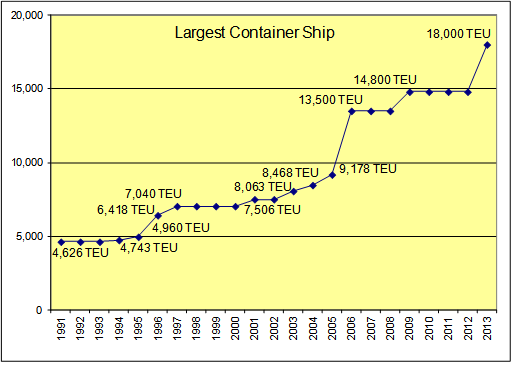 Largest Container Ship
20,000
15,000
10,000
5,000
0
4,626 TEU
4,743 TEU
4,960 TEU
6,418 TEU
7,040 TEU
7,506 TEU
8,063 TEU
8,468 TEU
9,178 TEU
13,500 TEU
14,800 TEU
18,000 TEU
1991
1992
1993
1994
1995
1996
1997
1998
1999
2000
2001
2002
2003
2004
2005
2006
2007
2008
2009
2010
2011
2012
2013